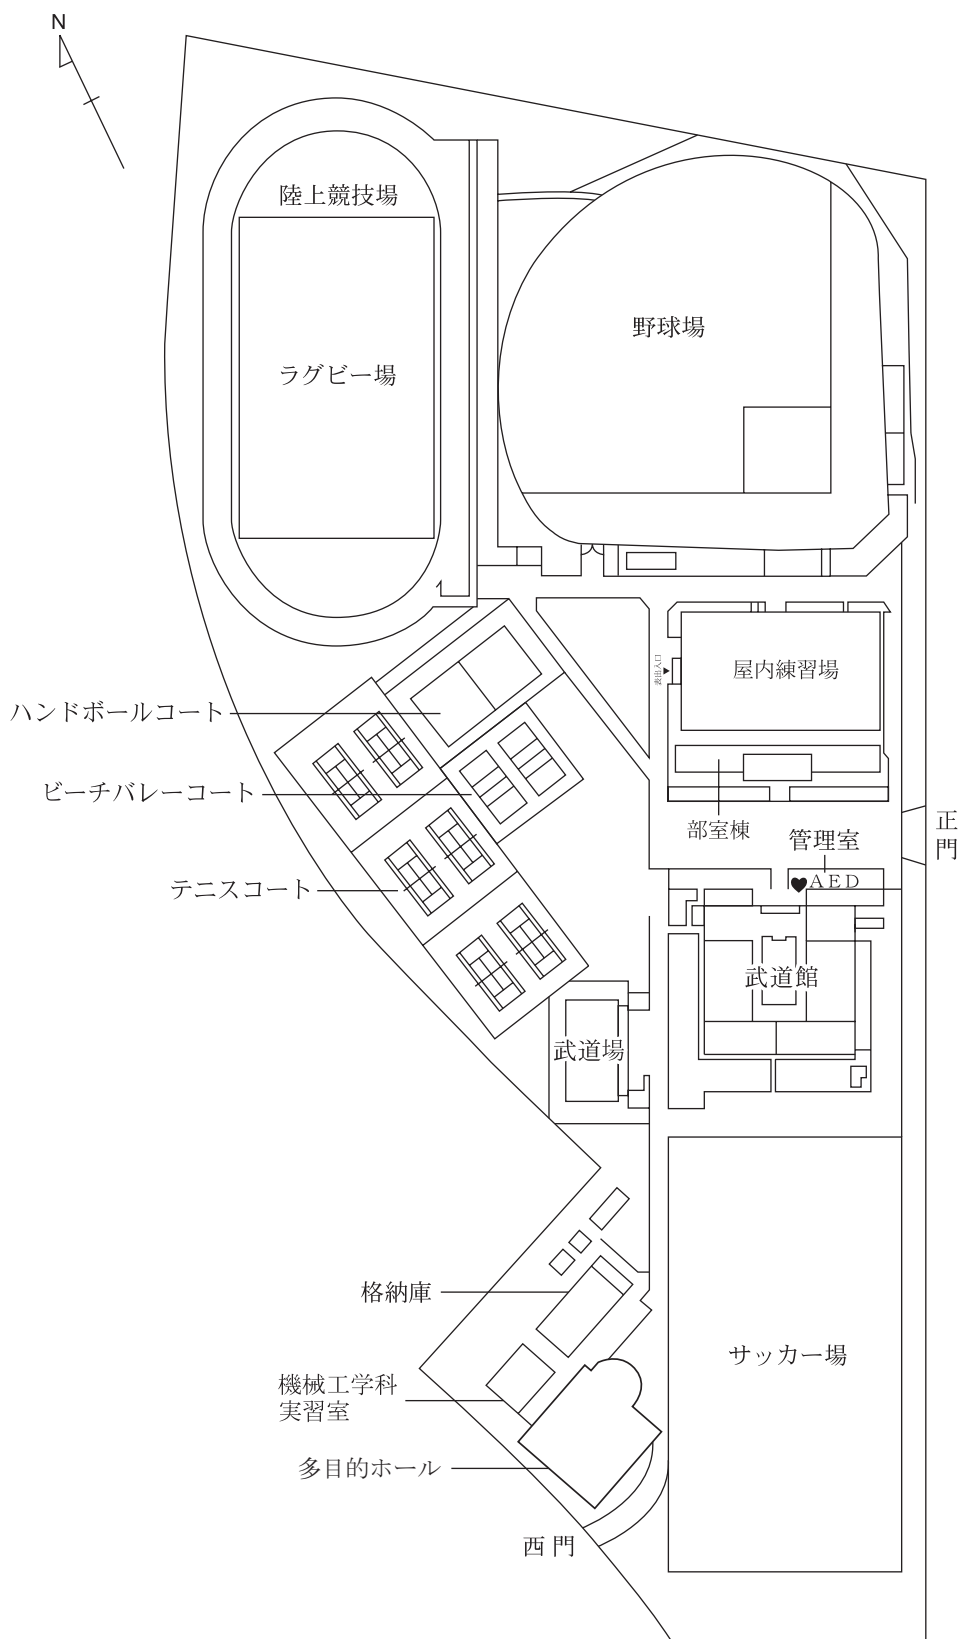 N
陸上競技場
野球場
ラグビー場
表出入口
屋内練習場
ハンドボールコート
ビーチバレーコート
部室棟
管理室
正門
テニスコート
AED
武道館
武道場
格納庫
サッカー場
機械工学科
実習室
多目的ホール
西門